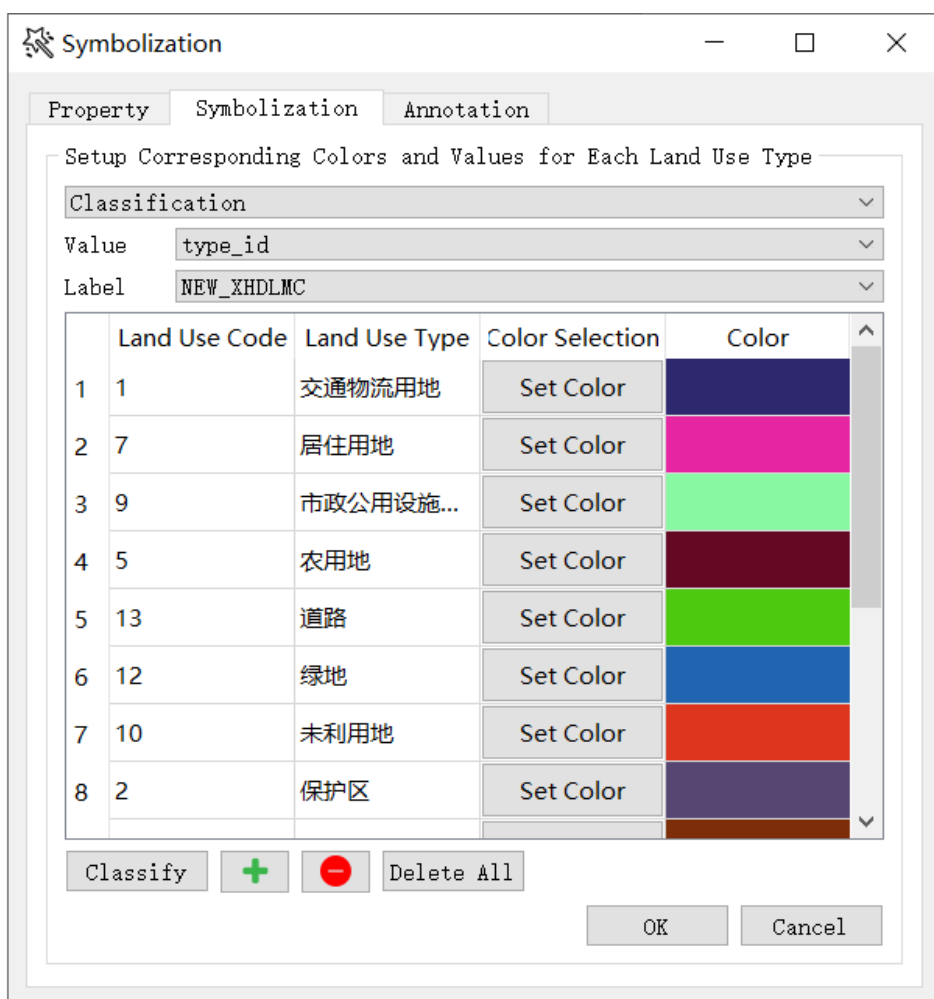 Symbolization
Property Symbolization Annotation
Setup Corresponding Colors and Values for Each Land Use Type
Classification
Value type_id
Label NEW_XHDLMC
Land Use Code Land Use Type Color Selection Color
1 1 交通物流用地 Set Color
2 7 居住用地 Set Color
3 9 市政公用设施... Set Color
4 5 农用地 Set Color
5 13 道路 Set Color
6 12 绿地 Set Color
7 10 未利用地 Set Color
8 2 保护区 Set Color
Classify Delete All
OK Cancel